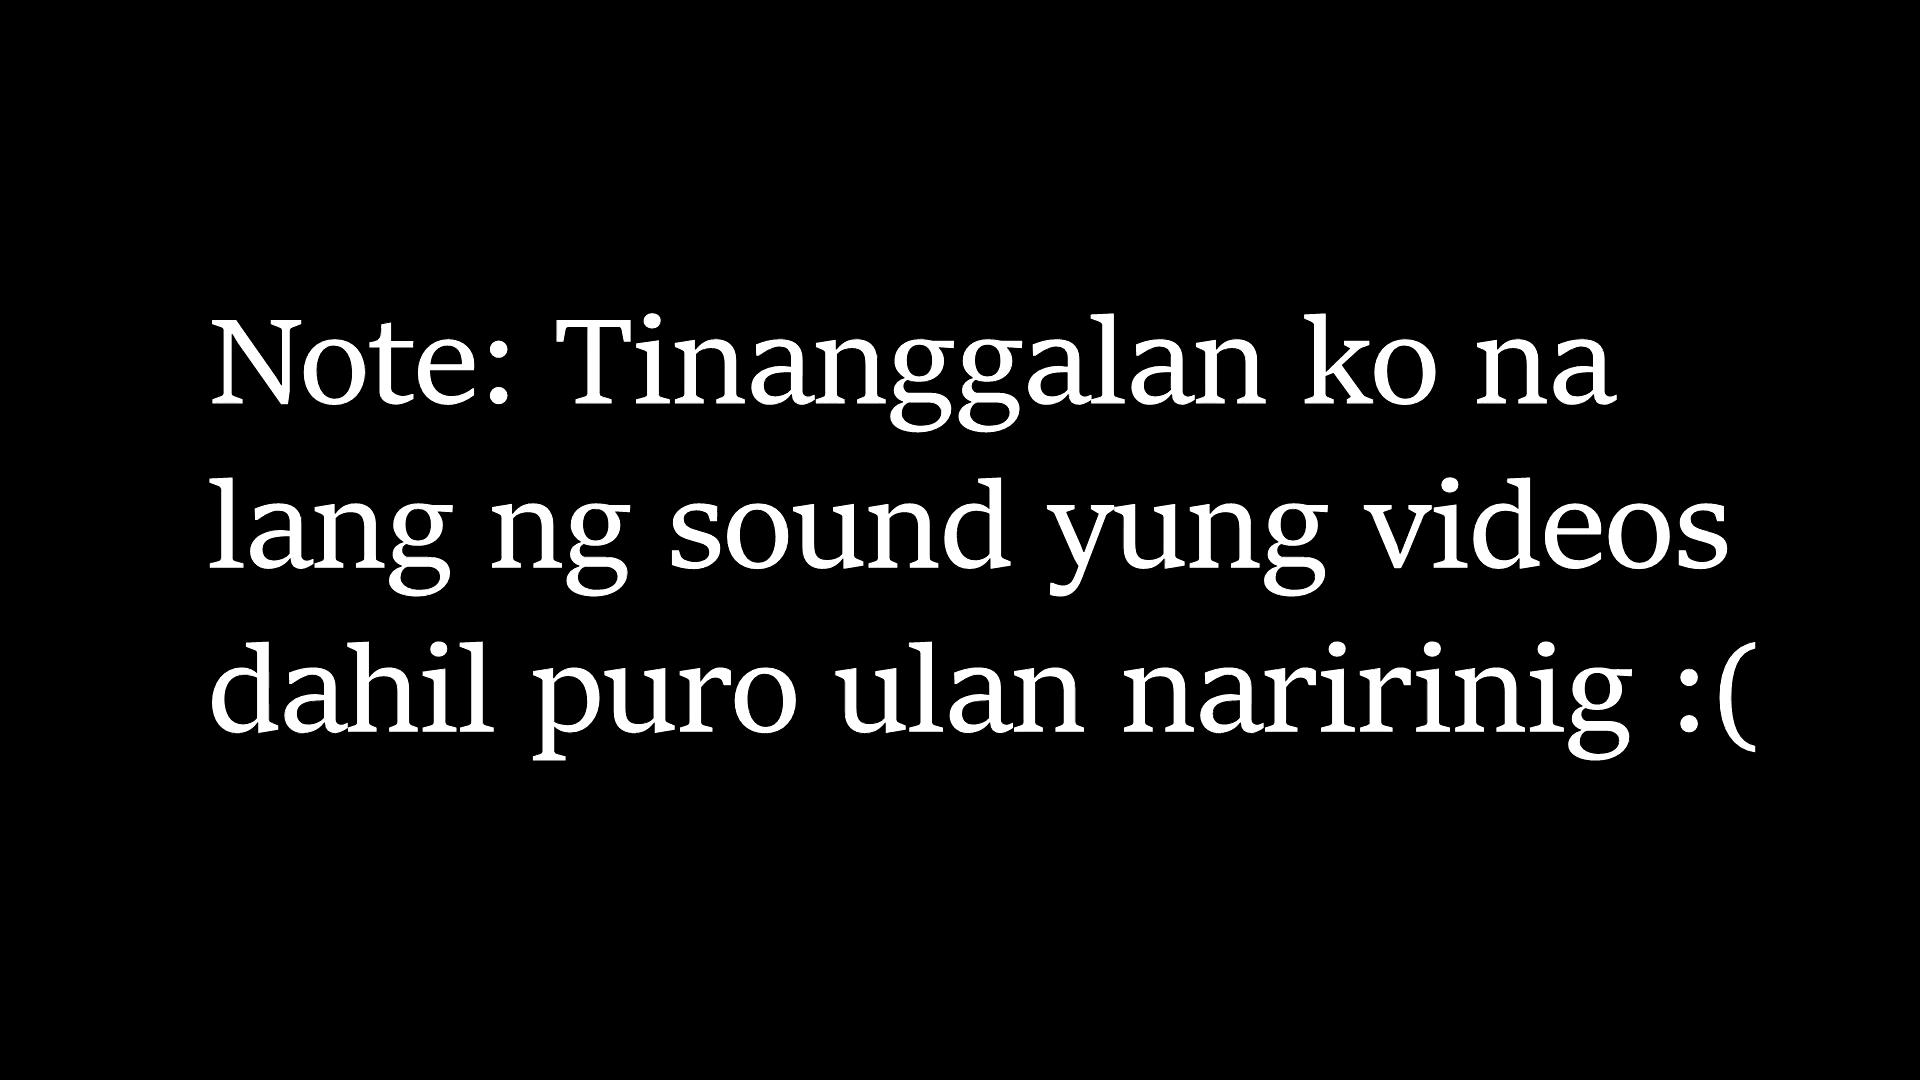 Note: Tinanggalan ko na
lang ng sound yung videos
dahil puro ulan naririnig :(